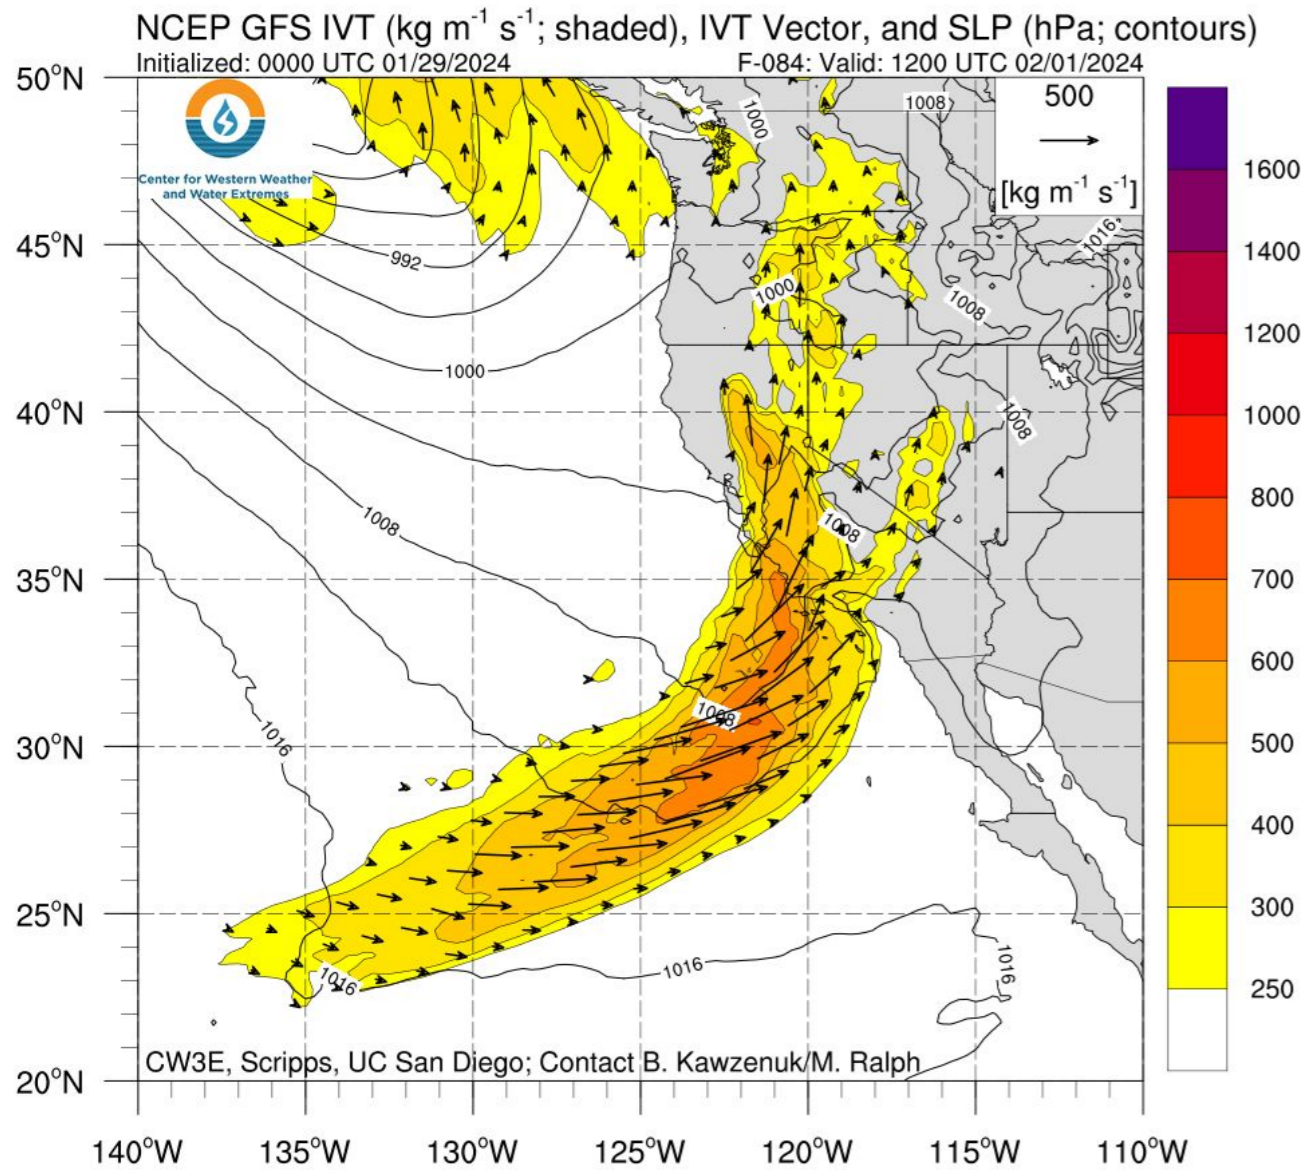 NCEP GFS IVT (kg m⁻¹ s⁻¹; shaded), IVT Vector, and SLP (hPa; contours)
Initialized: 0000 UTC 01/29/2024
F-084: Valid: 1200 UTC 02/01/2024
50°N
45°N
40°N
35°N
30°N
25°N
20°N
Center for Western Weather
and Water Extremes
500
[kg m⁻¹ s⁻¹]
1000
1008
1016
992
1000
1008
1000
1008
1008
1008
1008
1016
1016
1016
1016
1600
1400
1200
1000
800
700
600
500
400
300
250
CW3E, Scripps, UC San Diego; Contact B. Kawzenuk/M. Ralph
140°W
135°W
130°W
125°W
120°W
115°W
110°W